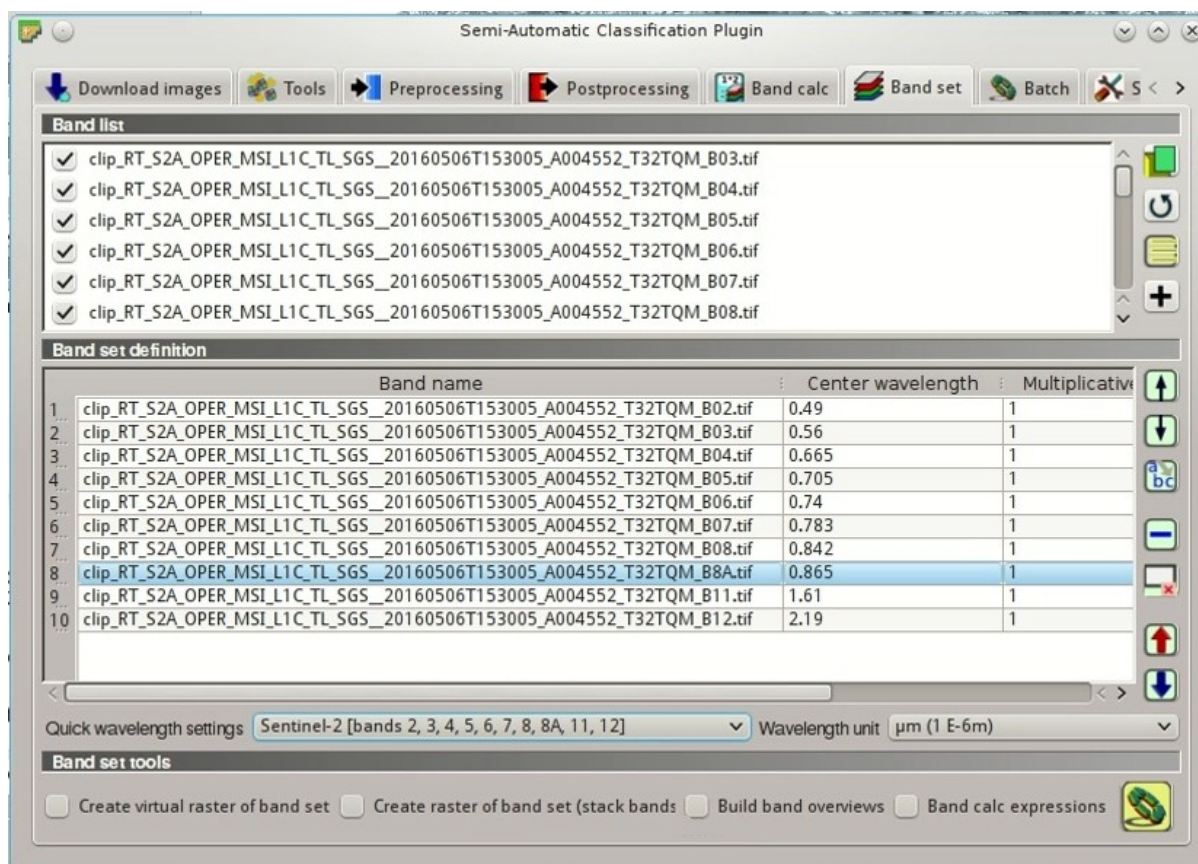 Semi-Automatic Classification Plugin
Download images Tools Preprocessing Postprocessing Band calc Band set Batch S
Band list
clip_RT_S2A_OPER_MSI_L1C_TL_SGS__20160506T153005_A004552_T32TQM_B03.tif
clip_RT_S2A_OPER_MSI_L1C_TL_SGS__20160506T153005_A004552_T32TQM_B04.tif
clip_RT_S2A_OPER_MSI_L1C_TL_SGS__20160506T153005_A004552_T32TQM_B05.tif
clip_RT_S2A_OPER_MSI_L1C_TL_SGS__20160506T153005_A004552_T32TQM_B06.tif
clip_RT_S2A_OPER_MSI_L1C_TL_SGS__20160506T153005_A004552_T32TQM_B07.tif
clip_RT_S2A_OPER_MSI_L1C_TL_SGS__20160506T153005_A004552_T32TQM_B08.tif
Band set definition
Band name Center wavelength Multiplicative
1 clip_RT_S2A_OPER_MSI_L1C_TL_SGS__20160506T153005_A004552_T32TQM_B02.tif 0.49 1
2 clip_RT_S2A_OPER_MSI_L1C_TL_SGS__20160506T153005_A004552_T32TQM_B03.tif 0.56 1
3 clip_RT_S2A_OPER_MSI_L1C_TL_SGS__20160506T153005_A004552_T32TQM_B04.tif 0.665 1
4 clip_RT_S2A_OPER_MSI_L1C_TL_SGS__20160506T153005_A004552_T32TQM_B05.tif 0.705 1
5 clip_RT_S2A_OPER_MSI_L1C_TL_SGS__20160506T153005_A004552_T32TQM_B06.tif 0.74 1
6 clip_RT_S2A_OPER_MSI_L1C_TL_SGS__20160506T153005_A004552_T32TQM_B07.tif 0.783 1
7 clip_RT_S2A_OPER_MSI_L1C_TL_SGS__20160506T153005_A004552_T32TQM_B08.tif 0.842 1
8 clip_RT_S2A_OPER_MSI_L1C_TL_SGS__20160506T153005_A004552_T32TQM_B8A.tif 0.865 1
9 clip_RT_S2A_OPER_MSI_L1C_TL_SGS__20160506T153005_A004552_T32TQM_B11.tif 1.61 1
10 clip_RT_S2A_OPER_MSI_L1C_TL_SGS__20160506T153005_A004552_T32TQM_B12.tif 2.19 1
Quick wavelength settings Sentinel-2 [bands 2, 3, 4, 5, 6, 7, 8, 8A, 11, 12] Wavelength unit µm (1 E-6m)
Band set tools
Create virtual raster of band set Create raster of band set (stack bands Build band overviews Band calc expressions